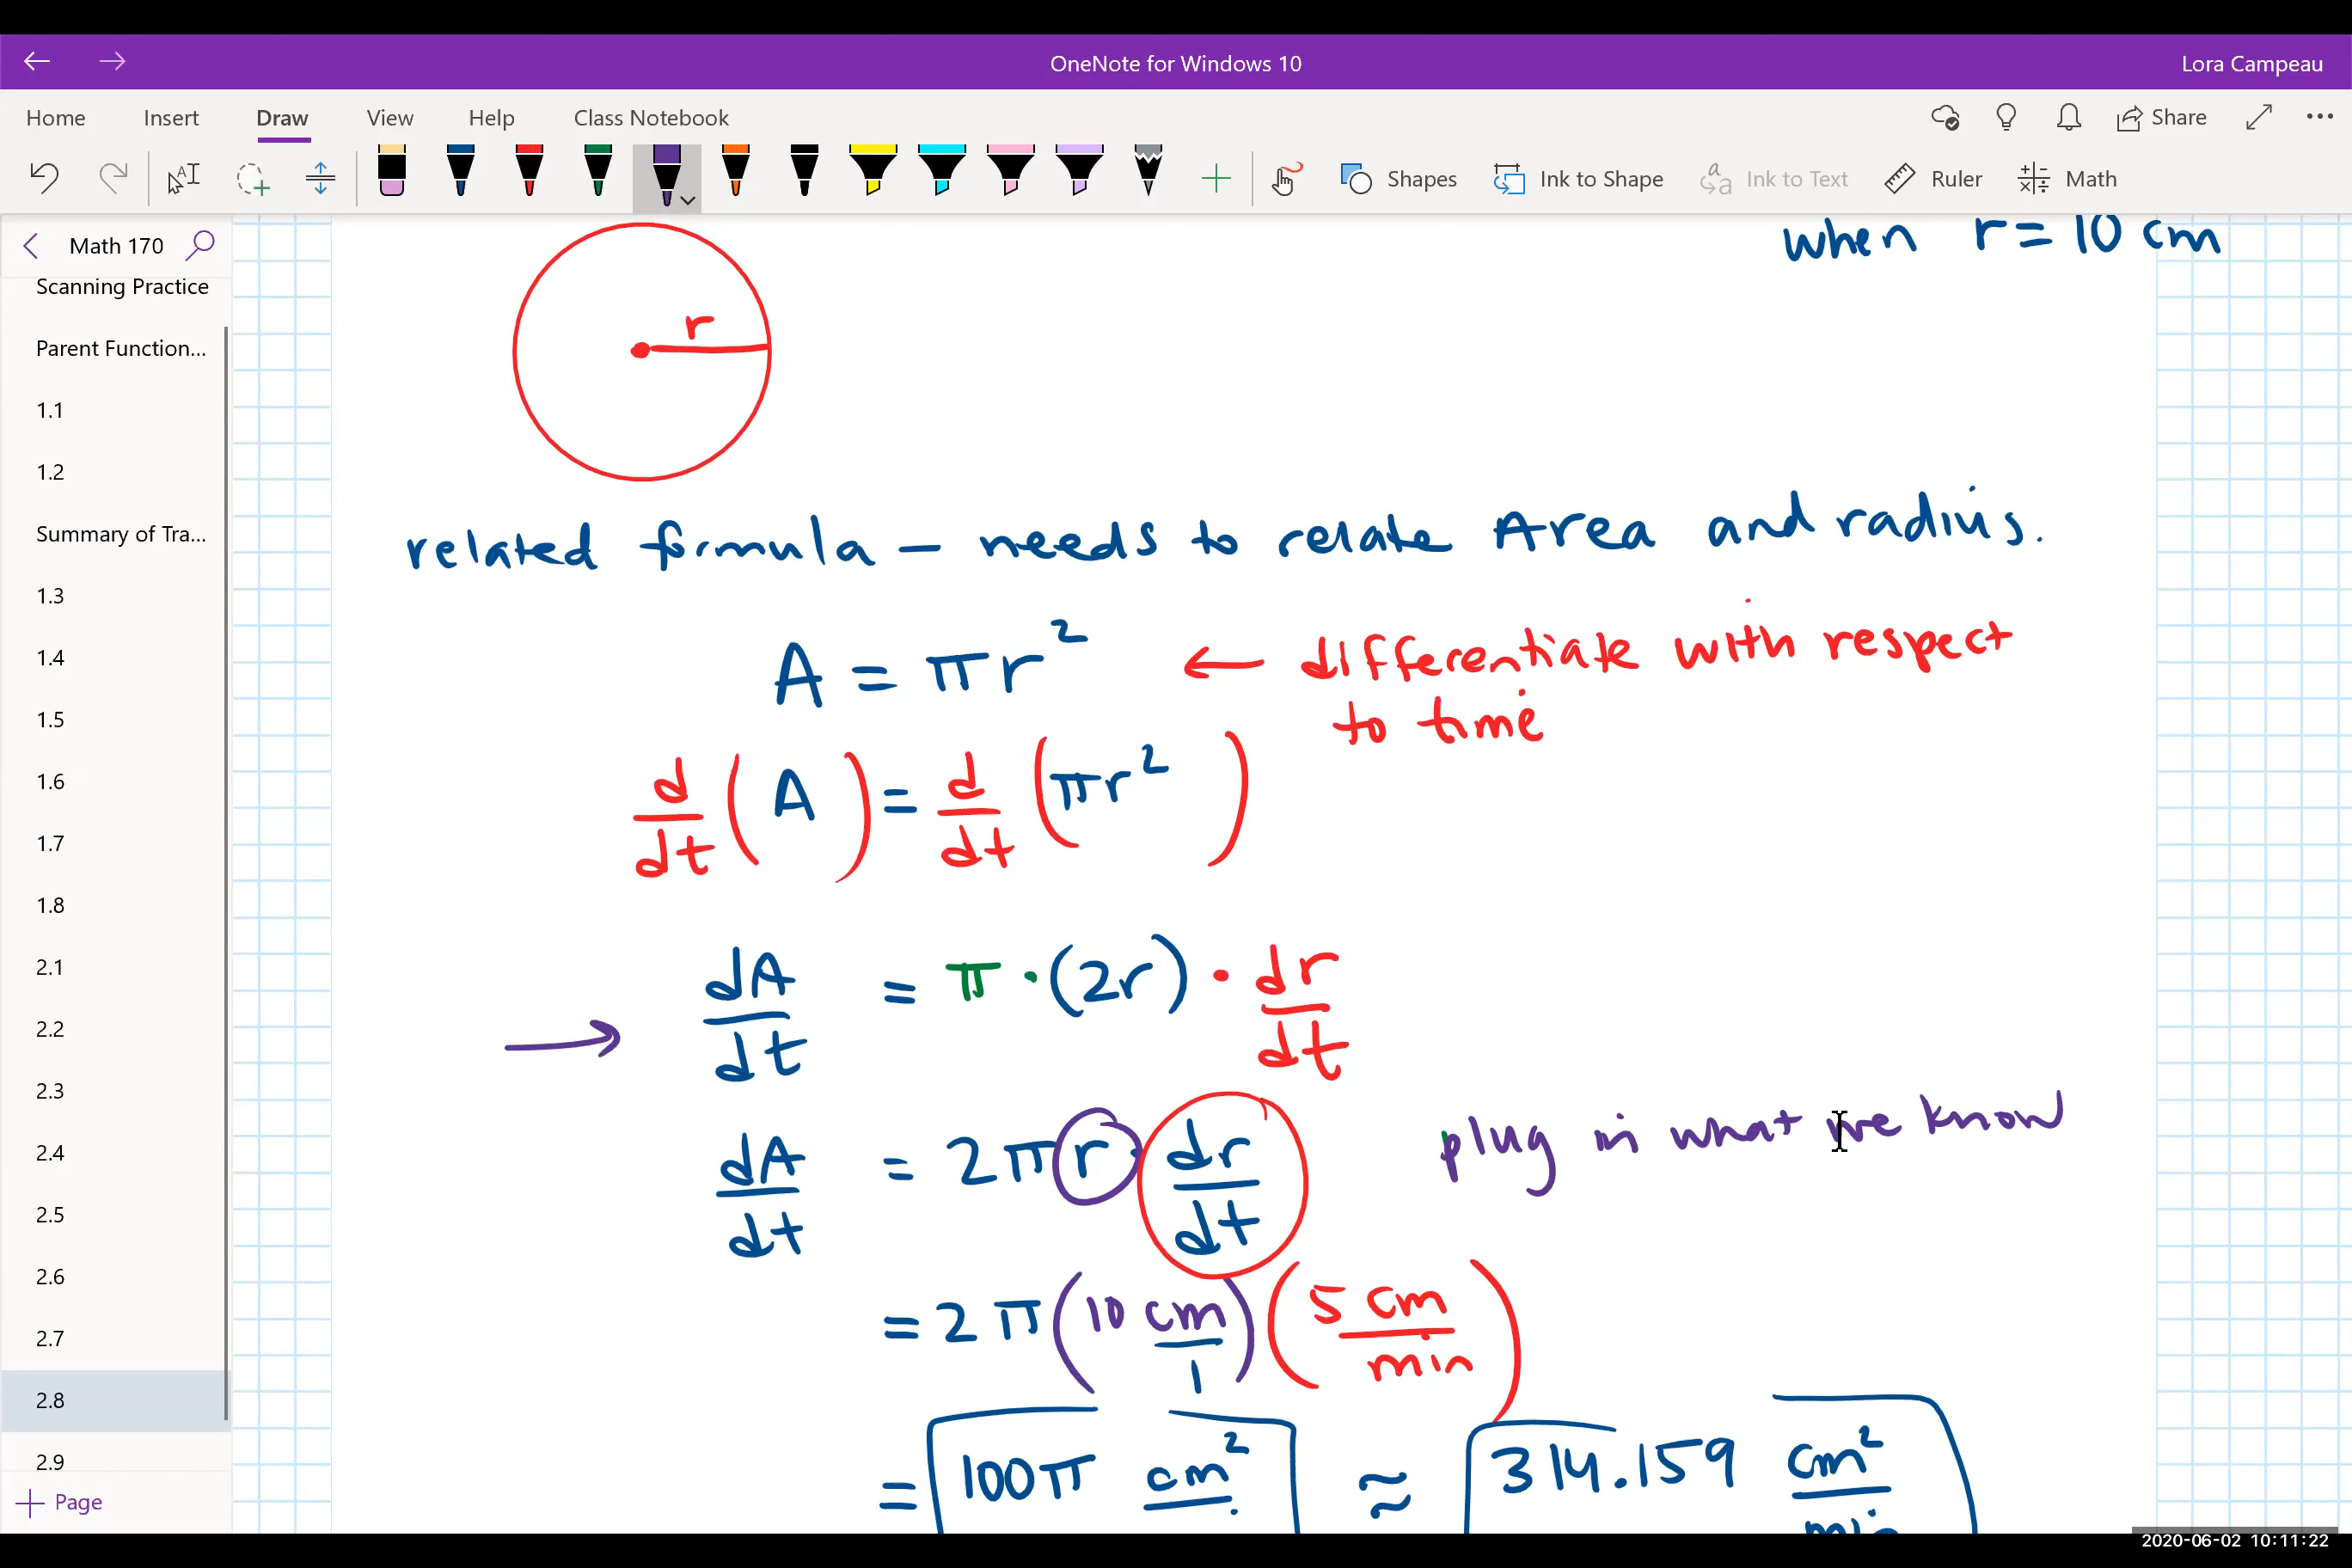 OneNote for Windows 10
Lora Campeau
Home Insert Draw View Help Class Notebook
Share
Shapes Ink to Shape Ink to Text Ruler Math
Math 170
Scanning Practice
Parent Function...
1.1
1.2
Summary of Tra...
1.3
1.4
1.5
1.6
1.7
1.8
2.1
2.2
2.3
2.4
2.5
2.6
2.7
2.8
2.9
Page
when r = 10 cm
r
related formula — needs to relate Area and radius.
A = πr² ← differentiate with respect
to time
d/dt (A) = d/dt (πr²)
→ dA/dt = π · (2r) · dr/dt
dA/dt = 2πr · dr/dt plug in what we know
= 2π (10 cm/1) (5 cm/min)
= 100π cm²/min ≈ 314.159 cm²/min
2020-06-02 10:11:22